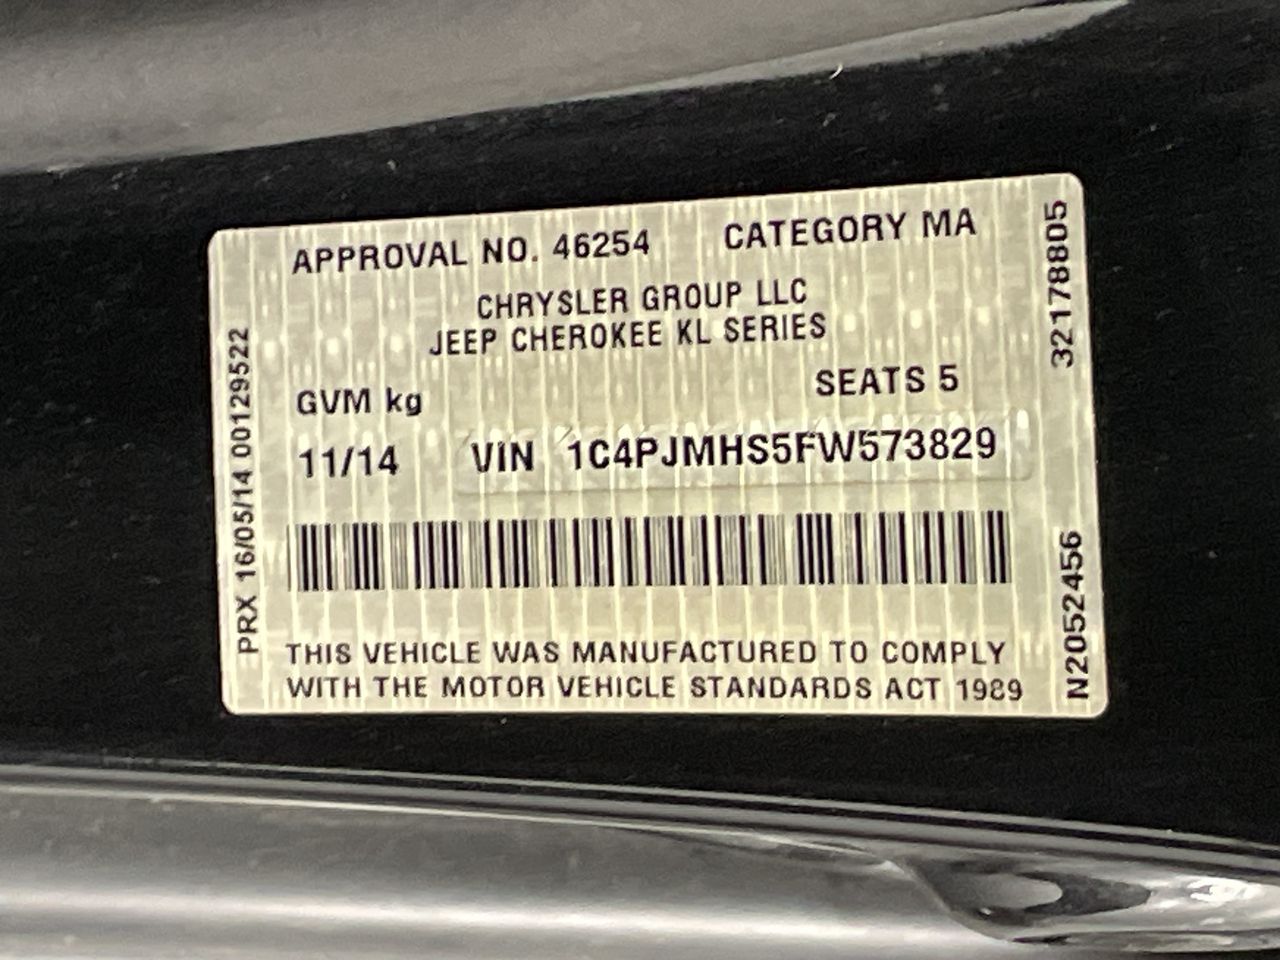 APPROVAL NO. 46254 CATEGORY MA
CHRYSLER GROUP LLC
JEEP CHEROKEE KL SERIES
GVM kg SEATS 5
11/14 VIN 1C4PJMHS5FW573829
THIS VEHICLE WAS MANUFACTURED TO COMPLY
WITH THE MOTOR VEHICLE STANDARDS ACT 1989
PRX 16/05/14 00129522
32178805
N2052456